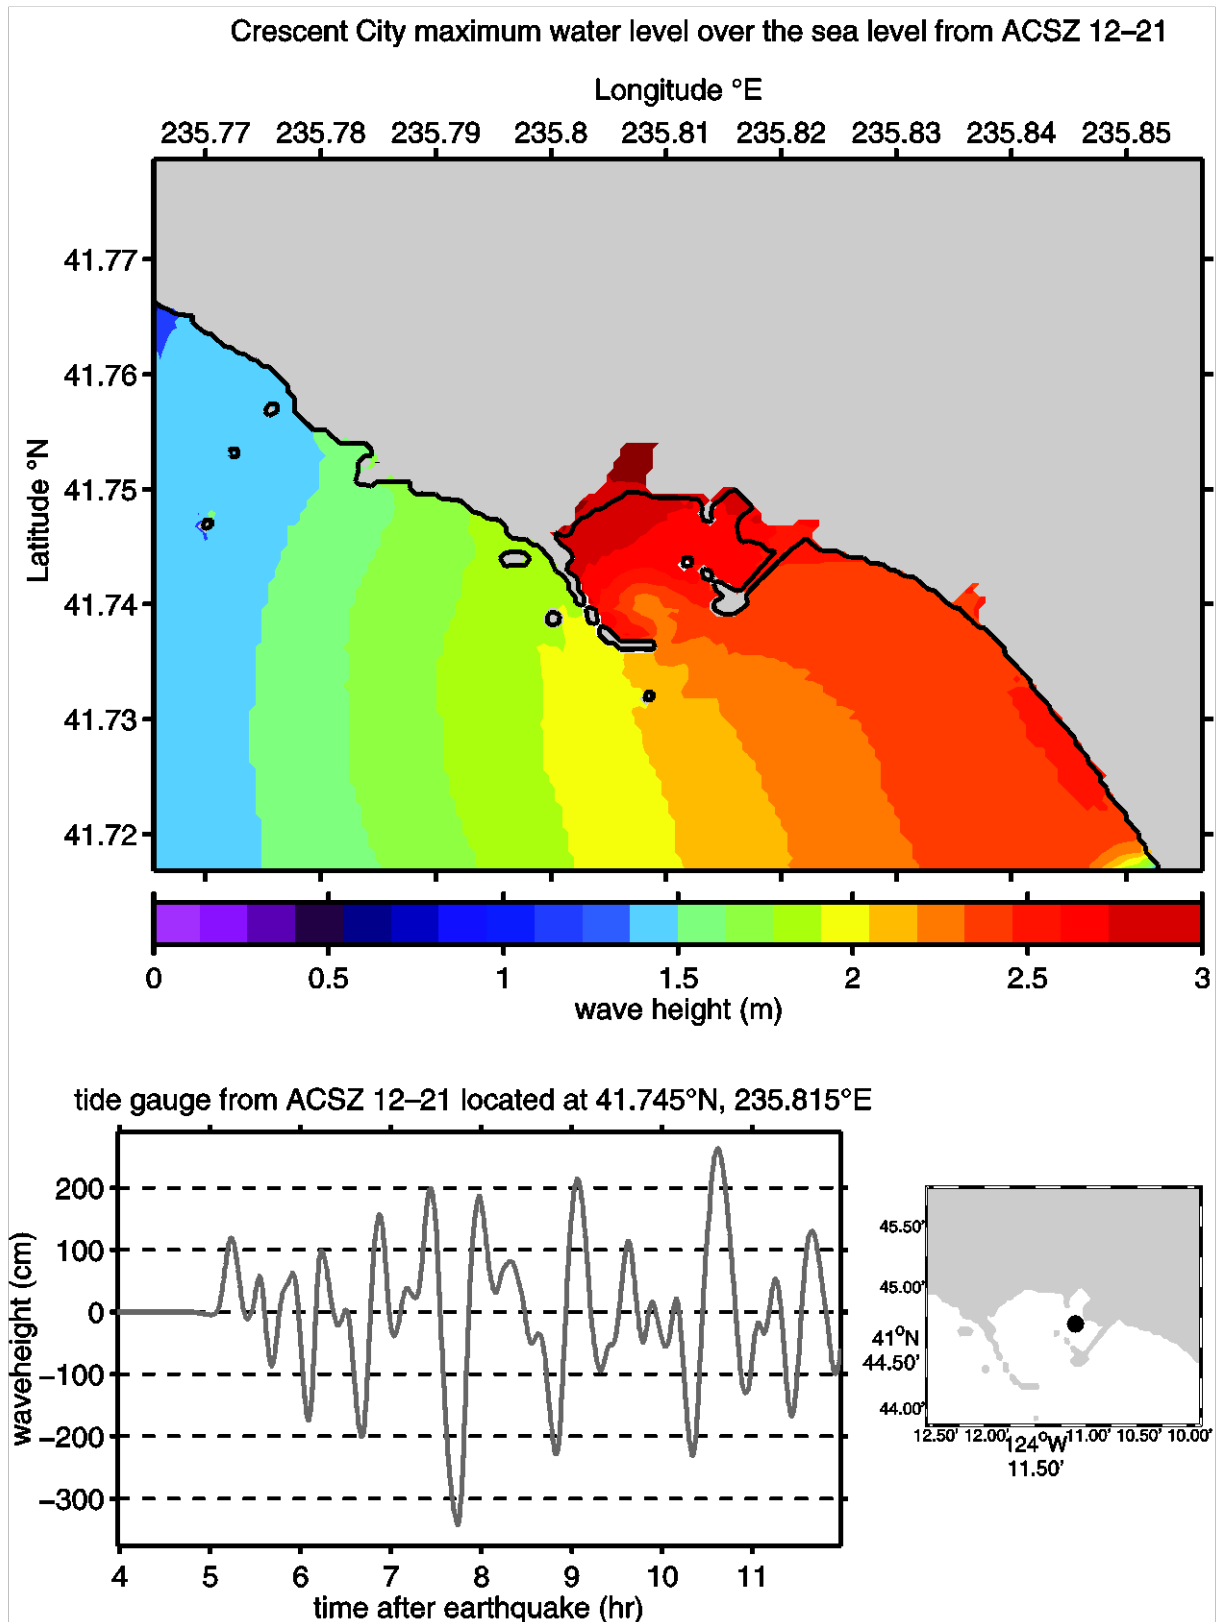 Crescent City maximum water level over the sea level from ACSZ 12–21
Longitude °E
235.77 235.78 235.79 235.8 235.81 235.82 235.83 235.84 235.85
Latitude °N
41.77
41.76
41.75
41.74
41.73
41.72
0 0.5 1 1.5 2 2.5 3
wave height (m)
tide gauge from ACSZ 12–21 located at 41.745°N, 235.815°E
waveheight (cm)
200
100
0
−100
−200
−300
4 5 6 7 8 9 10 11
time after earthquake (hr)
45.50'
45.00'
41°N
44.50'
44.00'
12.50' 12.00' 124°W 11.00' 10.50' 10.00'
11.50'